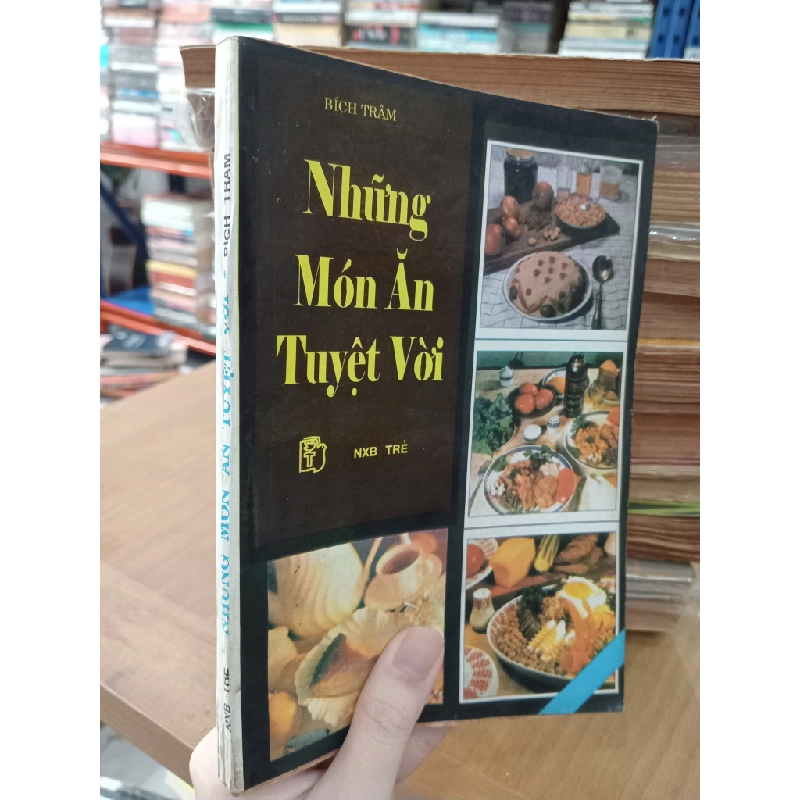 BÍCH TRÂM
Những
Món Ăn
Tuyệt Vời
NXB TRẺ
NHỮNG MÓN ĂN TUYỆT VỜI - BÍCH TRÂM
NXB TRẺ